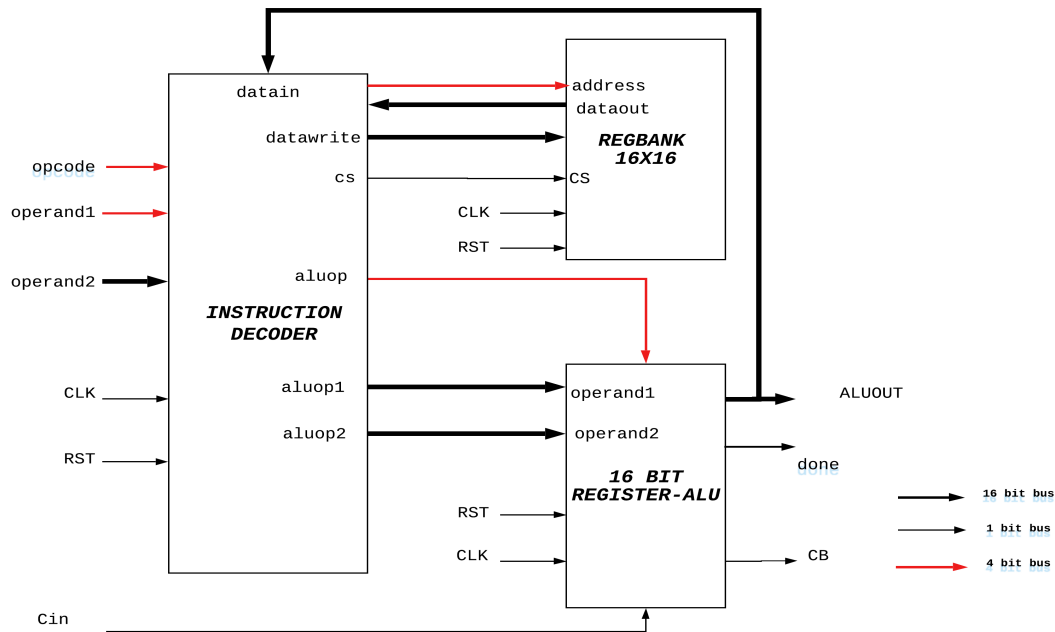 datain
address
dataout
datawrite
REGBANK
16X16
opcode
cs
CS
operand1
CLK
RST
operand2
aluop
INSTRUCTION
DECODER
CLK
aluop1
operand1
ALUOUT
aluop2
operand2
RST
done
16 BIT
REGISTER-ALU
16 bit bus
RST
1 bit bus
CLK
CB
4 bit bus
Cin